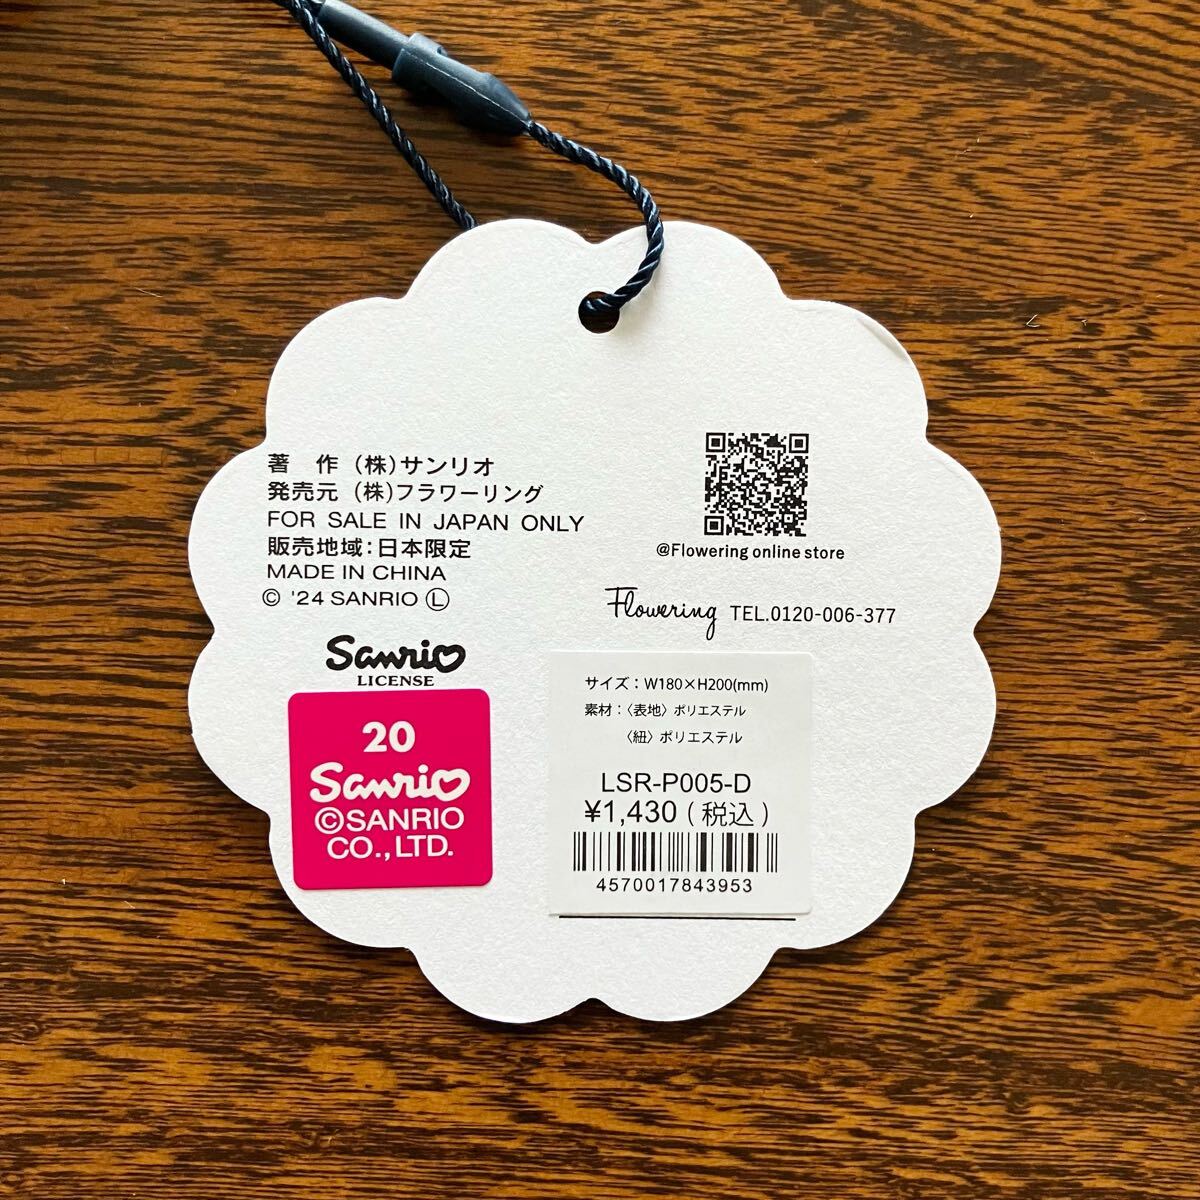 著　作（株）サンリオ
発売元（株）フラワーリング
FOR SALE IN JAPAN ONLY
販売地域：日本限定
MADE IN CHINA
© '24 SANRIO Ⓛ
Sanrio
LICENSE
20
Sanrio
©SANRIO
CO.,LTD.
@Flowering online store
Flowering TEL.0120-006-377
サイズ：W180×H200(mm)
素材：〈表地〉ポリエステル
〈紐〉ポリエステル
LSR-P005-D
¥1,430（税込）
4570017843953